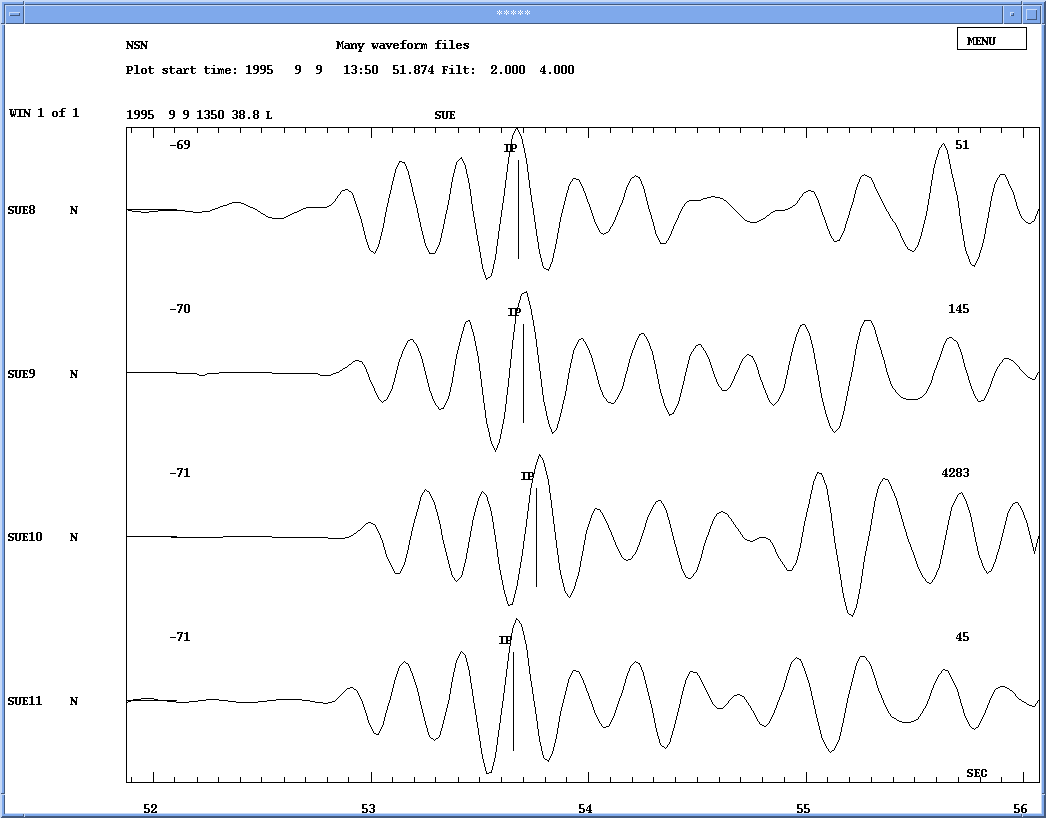 *****
NSN Many waveform files
MENU
Plot start time: 1995 9 9 13:50 51.874 Filt: 2.000 4.000
WIN 1 of 1 1995 9 9 1350 38.8 L SUE
-69 IP 51
SUE8 N
-70 IP 145
SUE9 N
-71 IP 4283
SUE10 N
-71 IP 45
SUE11 N
SEC
52 53 54 55 56